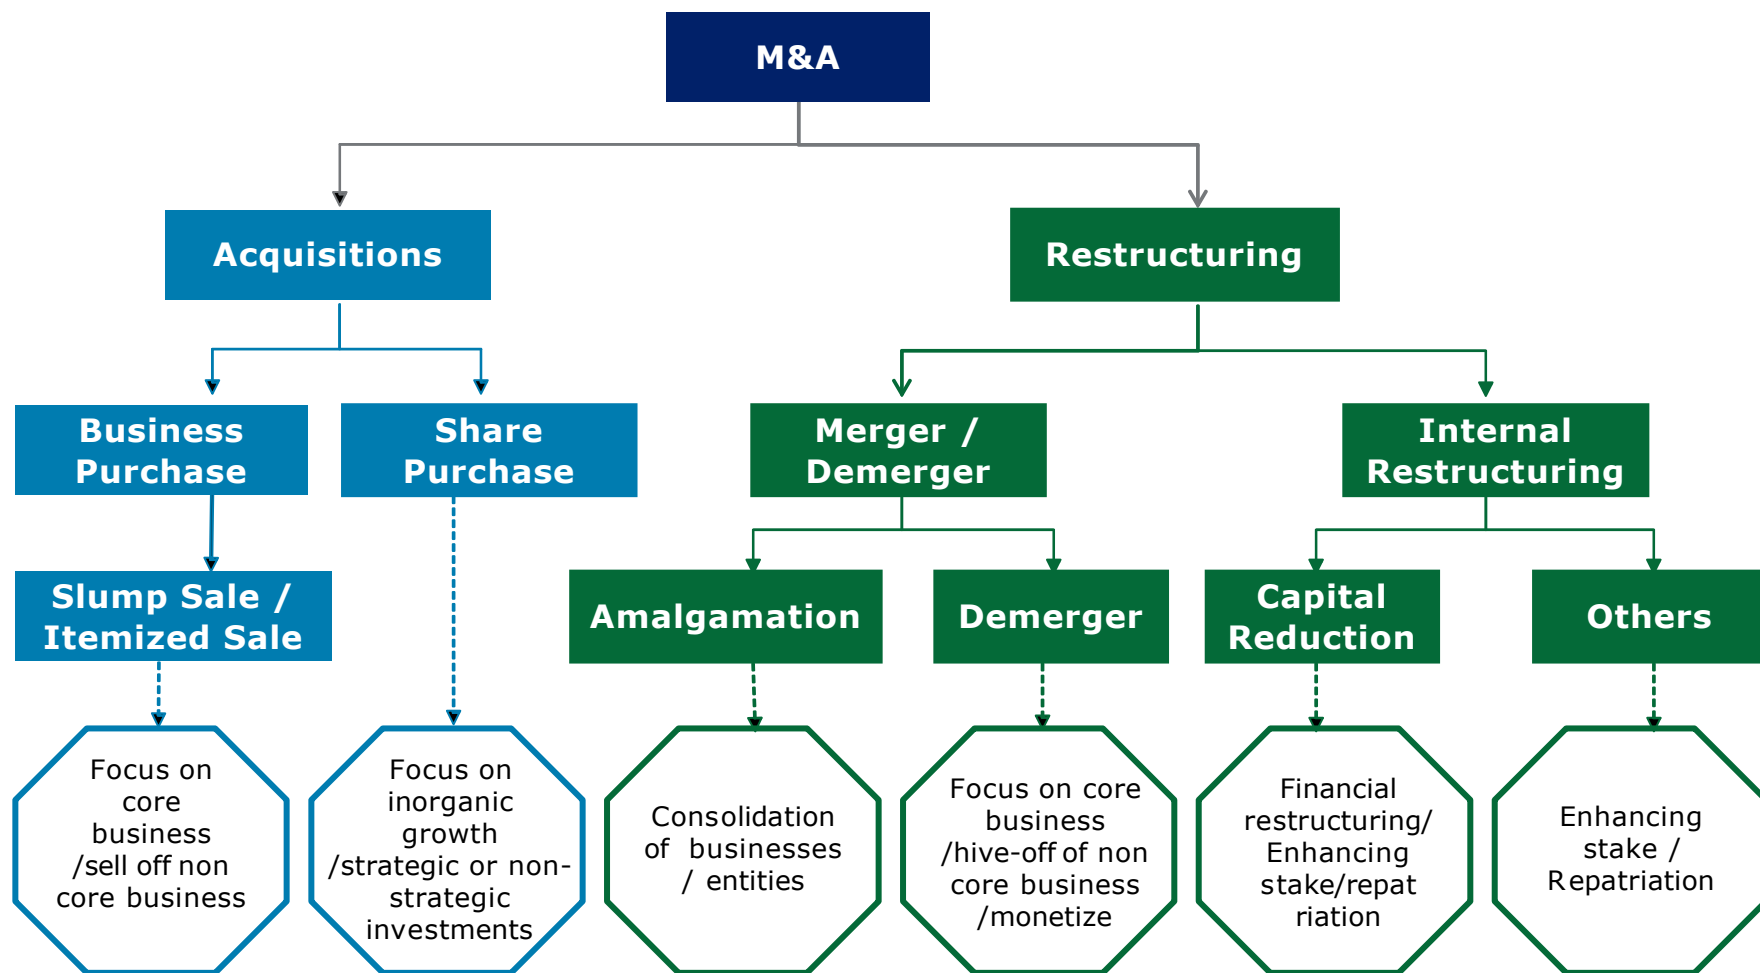 M&A
Acquisitions
Restructuring
Business
Purchase
Share
Purchase
Merger /
Demerger
Internal
Restructuring
Slump Sale /
Itemized Sale
Amalgamation
Demerger
Capital
Reduction
Others
Focus on
core
business
/sell off non
core business
Focus on
inorganic
growth
/strategic or non-
strategic
investments
Consolidation
of businesses
/ entities
Focus on core
business
/hive-off of non
core business
/monetize
Financial
restructuring/
Enhancing
stake/repat
riation
Enhancing
stake /
Repatriation